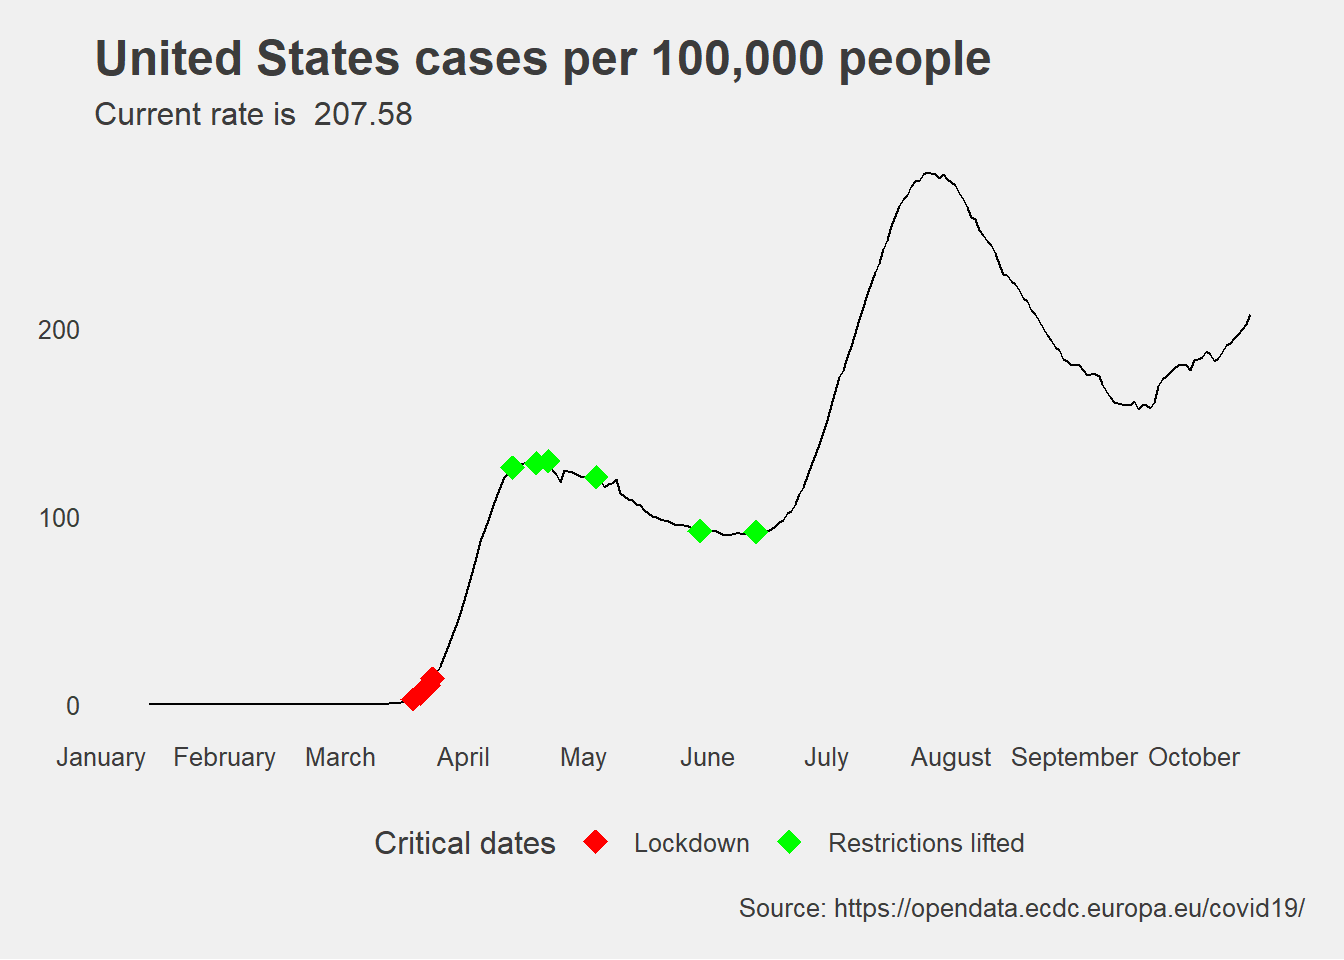 United States cases per 100,000 people
Current rate is  207.58
200
100
0
January February March April May June July August September October
Critical dates Lockdown Restrictions lifted
Source: https://opendata.ecdc.europa.eu/covid19/